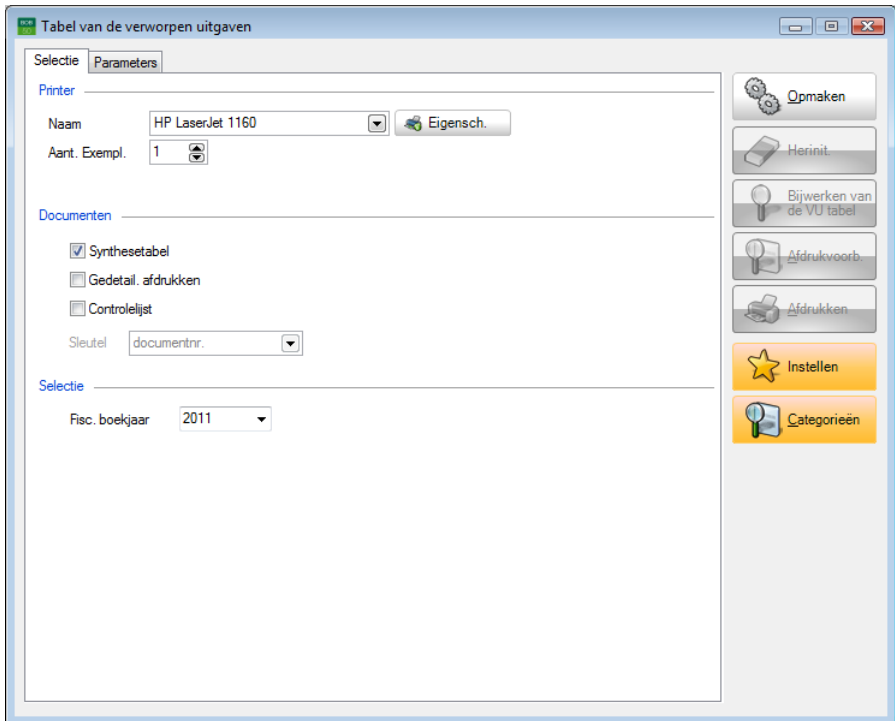 Tabel van de verworpen uitgaven
Selectie Parameters
Printer
Naam HP LaserJet 1160 Eigensch.
Aant. Exempl. 1
Documenten
Synthesetabel
Gedetail. afdrukken
Controlelijst
Sleutel documentnr.
Selectie
Fisc. boekjaar 2011
Opmaken
Herinit.
Bijwerken van
de VU tabel
Afdrukvoorb.
Afdrukken
Instellen
Categorieën